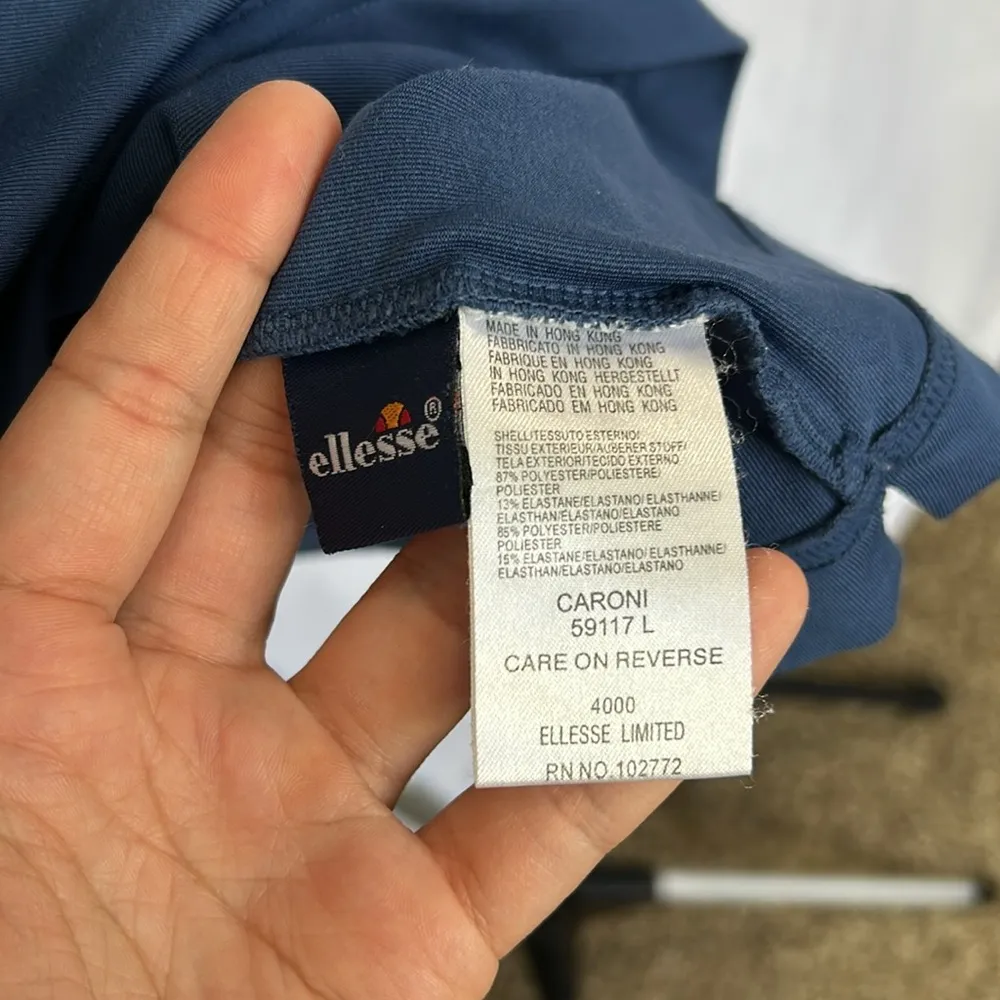 ellesse®
MADE IN HONG KONG
FABBRICATO IN HONG KONG
FABRIQUE EN HONG KONG
IN HONG KONG HERGESTELLT
FABRICADO EN HONG KONG
FABRICADO EM HONG KONG
SHELL/TESSUTO ESTERNO/
TISSU EXTERIEUR/AUßERER STOFF/
TELA EXTERIOR/TECIDO EXTERNO
87% POLYESTER/POLIESTERE/
POLIESTER
13% ELASTANE/ELASTANO/ ELASTHANNE/
ELASTHAN/ELASTANO/ELASTANO
85% POLYESTER/POLIESTERE
POLIESTER
15% ELASTANE/ELASTANO/ ELASTHANNE/
ELASTHAN/ELASTANO/ELASTANO
CARONI
59117 L
CARE ON REVERSE
4000
ELLESSE LIMITED
RN NO.102772